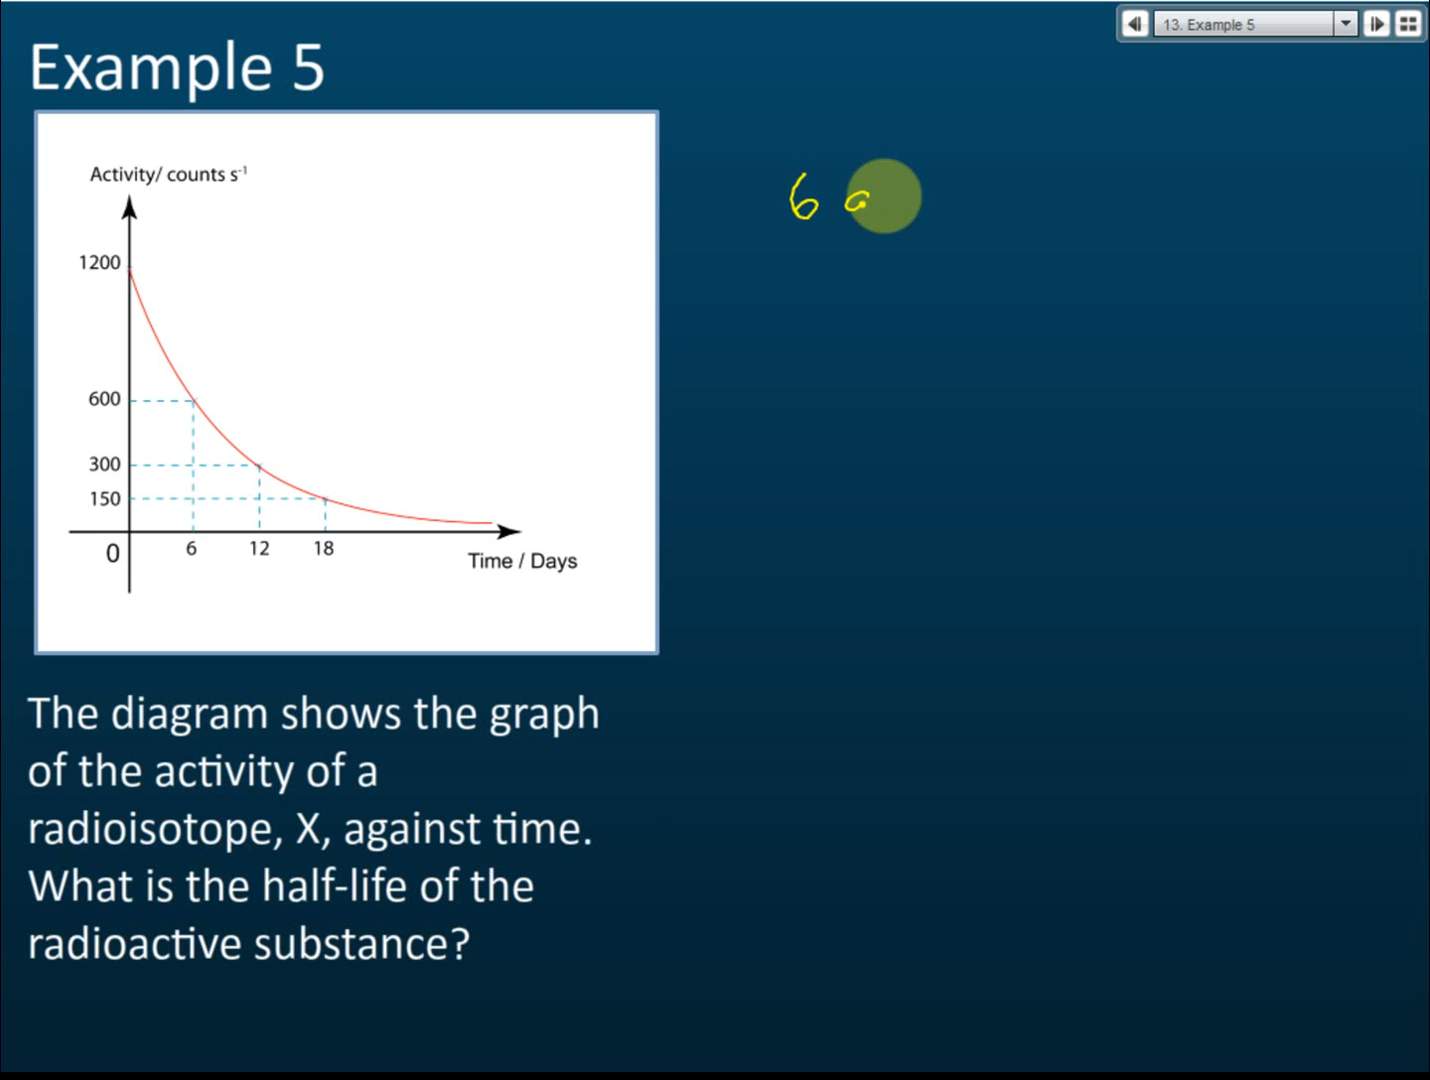 13. Example 5
Example 5
Activity/ counts s⁻¹
1200
600
300
150
0
6 12 18
Time / Days
6
The diagram shows the graph
of the activity of a
radioisotope, X, against time.
What is the half-life of the
radioactive substance?